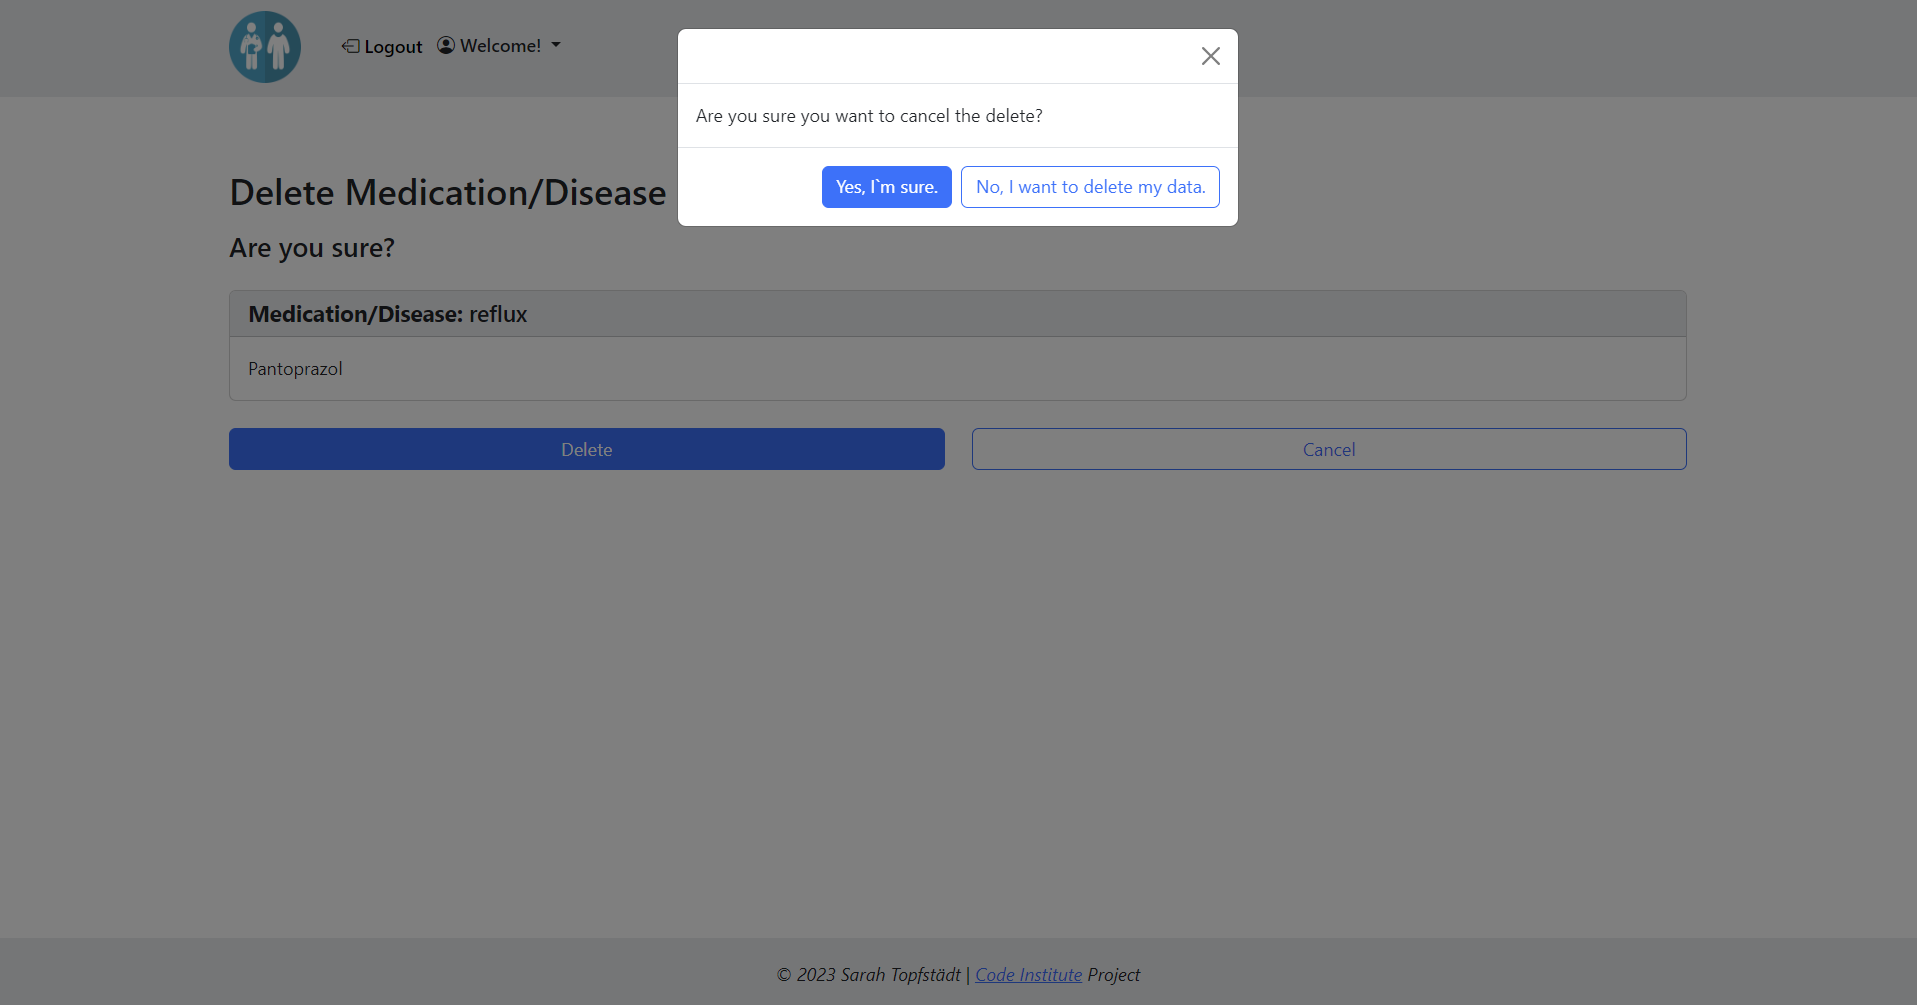 Logout Welcome!
Are you sure you want to cancel the delete?
Yes, I`m sure. No, I want to delete my data.
Delete Medication/Disease
Are you sure?
Medication/Disease: reflux
Pantoprazol
Delete Cancel
© 2023 Sarah Topfstädt | Code Institute Project